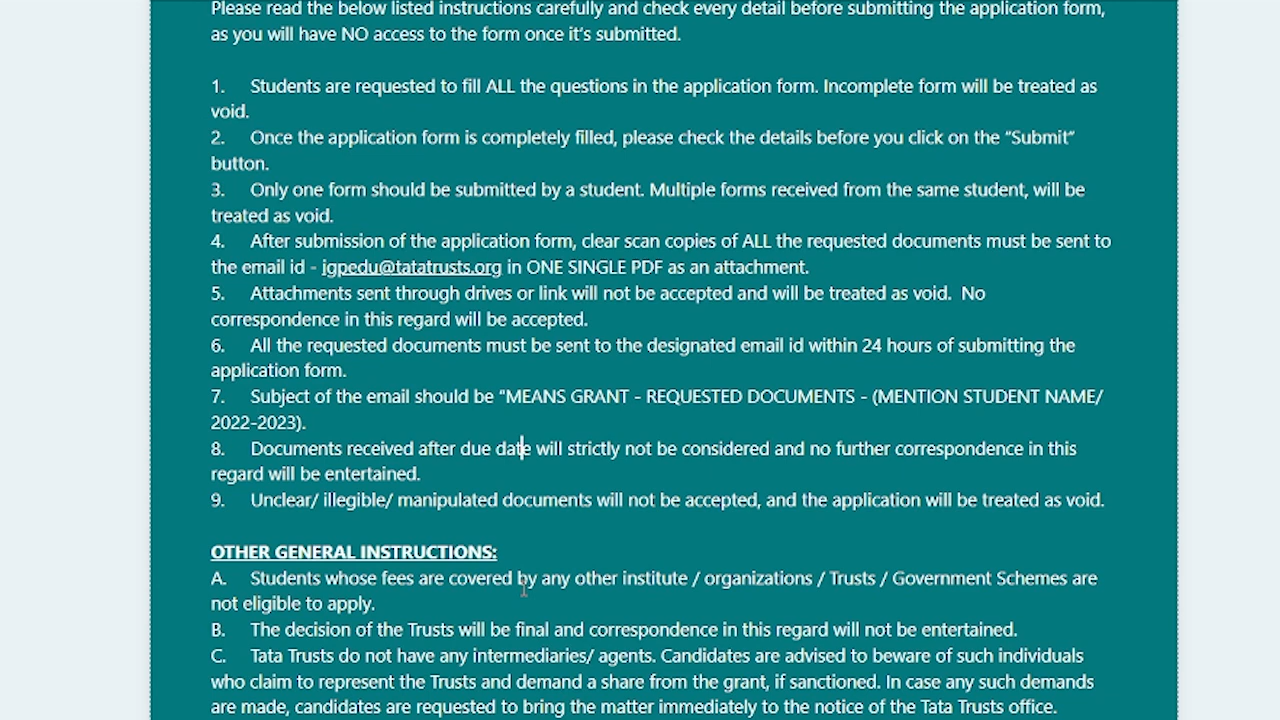 Please read the below listed instructions carefully and check every detail before submitting the application form,
as you will have NO access to the form once it's submitted.
1. Students are requested to fill ALL the questions in the application form. Incomplete form will be treated as
void.
2. Once the application form is completely filled, please check the details before you click on the "Submit"
button.
3. Only one form should be submitted by a student. Multiple forms received from the same student, will be
treated as void.
4. After submission of the application form, clear scan copies of ALL the requested documents must be sent to
the email id - igpedu@tatatrusts.org in ONE SINGLE PDF as an attachment.
5. Attachments sent through drives or link will not be accepted and will be treated as void. No
correspondence in this regard will be accepted.
6. All the requested documents must be sent to the designated email id within 24 hours of submitting the
application form.
7. Subject of the email should be "MEANS GRANT - REQUESTED DOCUMENTS - (MENTION STUDENT NAME/
2022-2023).
8. Documents received after due date will strictly not be considered and no further correspondence in this
regard will be entertained.
9. Unclear/ illegible/ manipulated documents will not be accepted, and the application will be treated as void.
OTHER GENERAL INSTRUCTIONS:
A. Students whose fees are covered by any other institute / organizations / Trusts / Government Schemes are
not eligible to apply.
B. The decision of the Trusts will be final and correspondence in this regard will not be entertained.
C. Tata Trusts do not have any intermediaries/ agents. Candidates are advised to beware of such individuals
who claim to represent the Trusts and demand a share from the grant, if sanctioned. In case any such demands
are made, candidates are requested to bring the matter immediately to the notice of the Tata Trusts office.